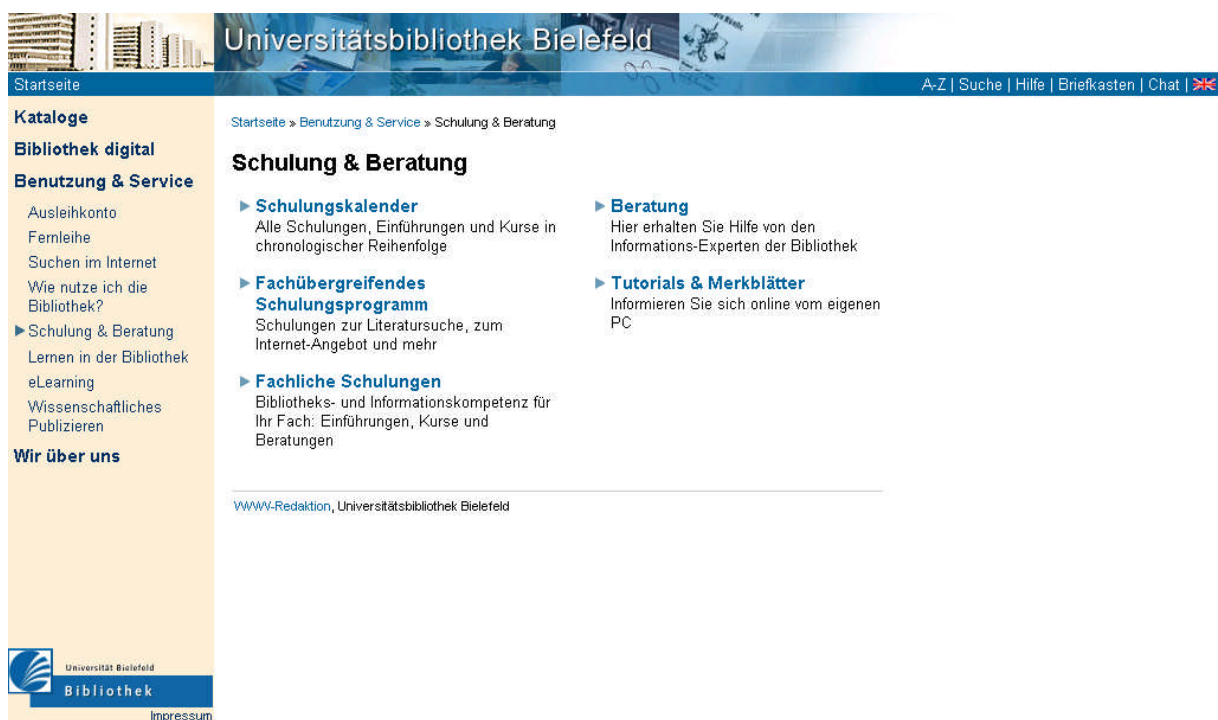 Universitätsbibliothek Bielefeld
Startseite
A-Z | Suche | Hilfe | Briefkasten | Chat |
Kataloge
Bibliothek digital
Benutzung & Service
Ausleihkonto
Fernleihe
Suchen im Internet
Wie nutze ich die
Bibliothek?
Schulung & Beratung
Lernen in der Bibliothek
eLearning
Wissenschaftliches
Publizieren
Wir über uns
Universität Bielefeld
Bibliothek
Impressum
Startseite » Benutzung & Service » Schulung & Beratung
Schulung & Beratung
Schulungskalender
Alle Schulungen, Einführungen und Kurse in
chronologischer Reihenfolge
Fachübergreifendes
Schulungsprogramm
Schulungen zur Literatursuche, zum
Internet-Angebot und mehr
Fachliche Schulungen
Bibliotheks- und Informationskompetenz für
Ihr Fach: Einführungen, Kurse und
Beratungen
Beratung
Hier erhalten Sie Hilfe von den
Informations-Experten der Bibliothek
Tutorials & Merkblätter
Informieren Sie sich online vom eigenen
PC
WWW-Redaktion, Universitätsbibliothek Bielefeld